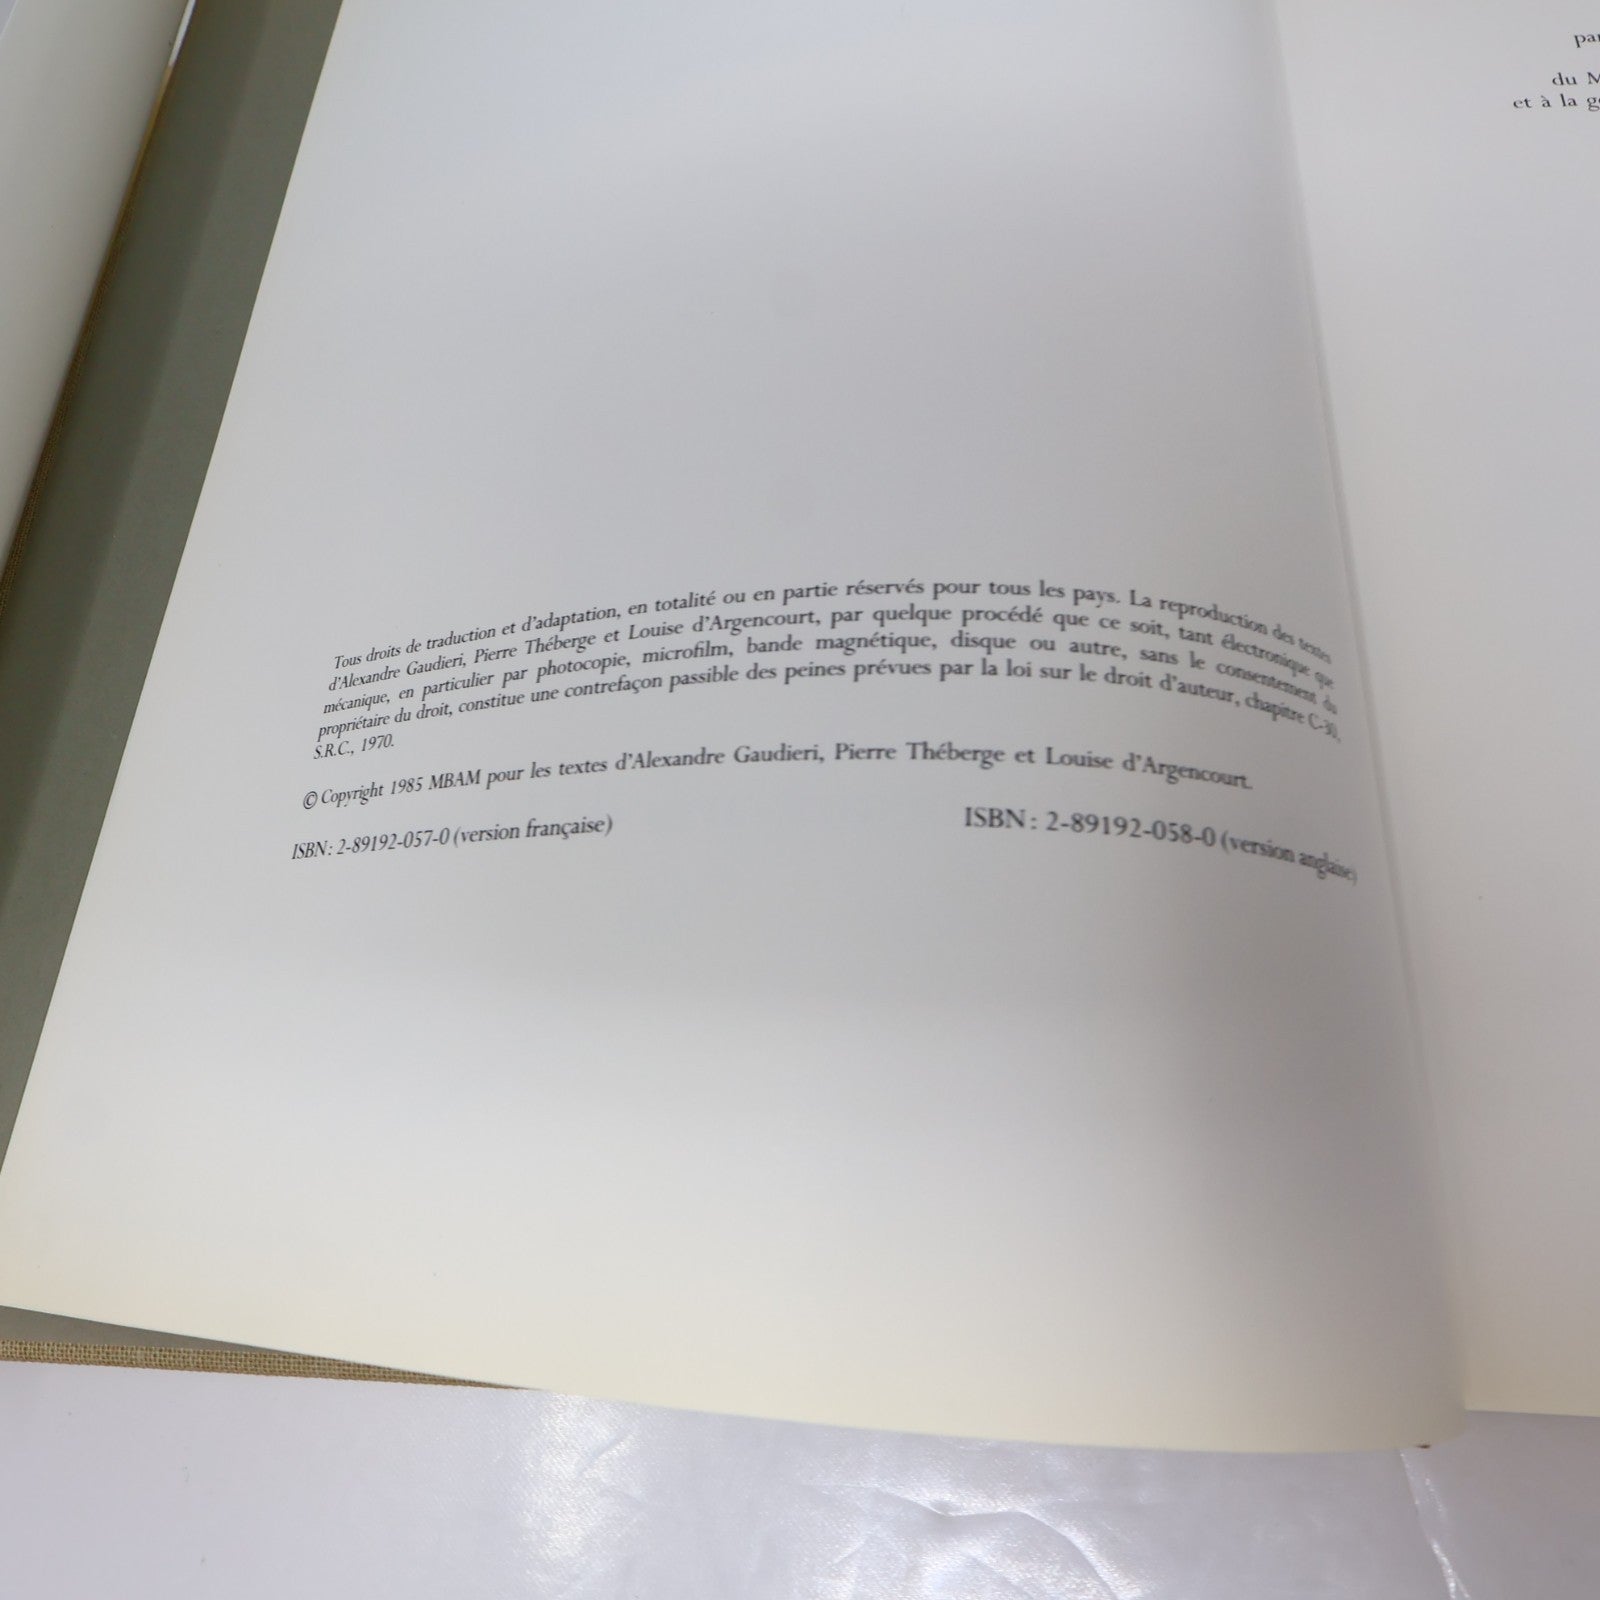 Tous droits de traduction et d'adaptation, en totalité ou en partie réservés pour tous les pays. La reproduction des textes
d'Alexandre Gaudieri, Pierre Théberge et Louise d'Argencourt, par quelque procédé que ce soit, tant électronique que
mécanique, en particulier par photocopie, microfilm, bande magnétique, disque ou autre, sans le consentement du
propriétaire du droit, constitue une contrefaçon passible des peines prévues par la loi sur le droit d'auteur, chapitre C-30,
S.R.C., 1970.
© Copyright 1985 MBAM pour les textes d'Alexandre Gaudieri, Pierre Théberge et Louise d'Argencourt.
ISBN : 2-89192-057-0 (version française) ISBN : 2-89192-058-0 (version anglaise)
du
et à la